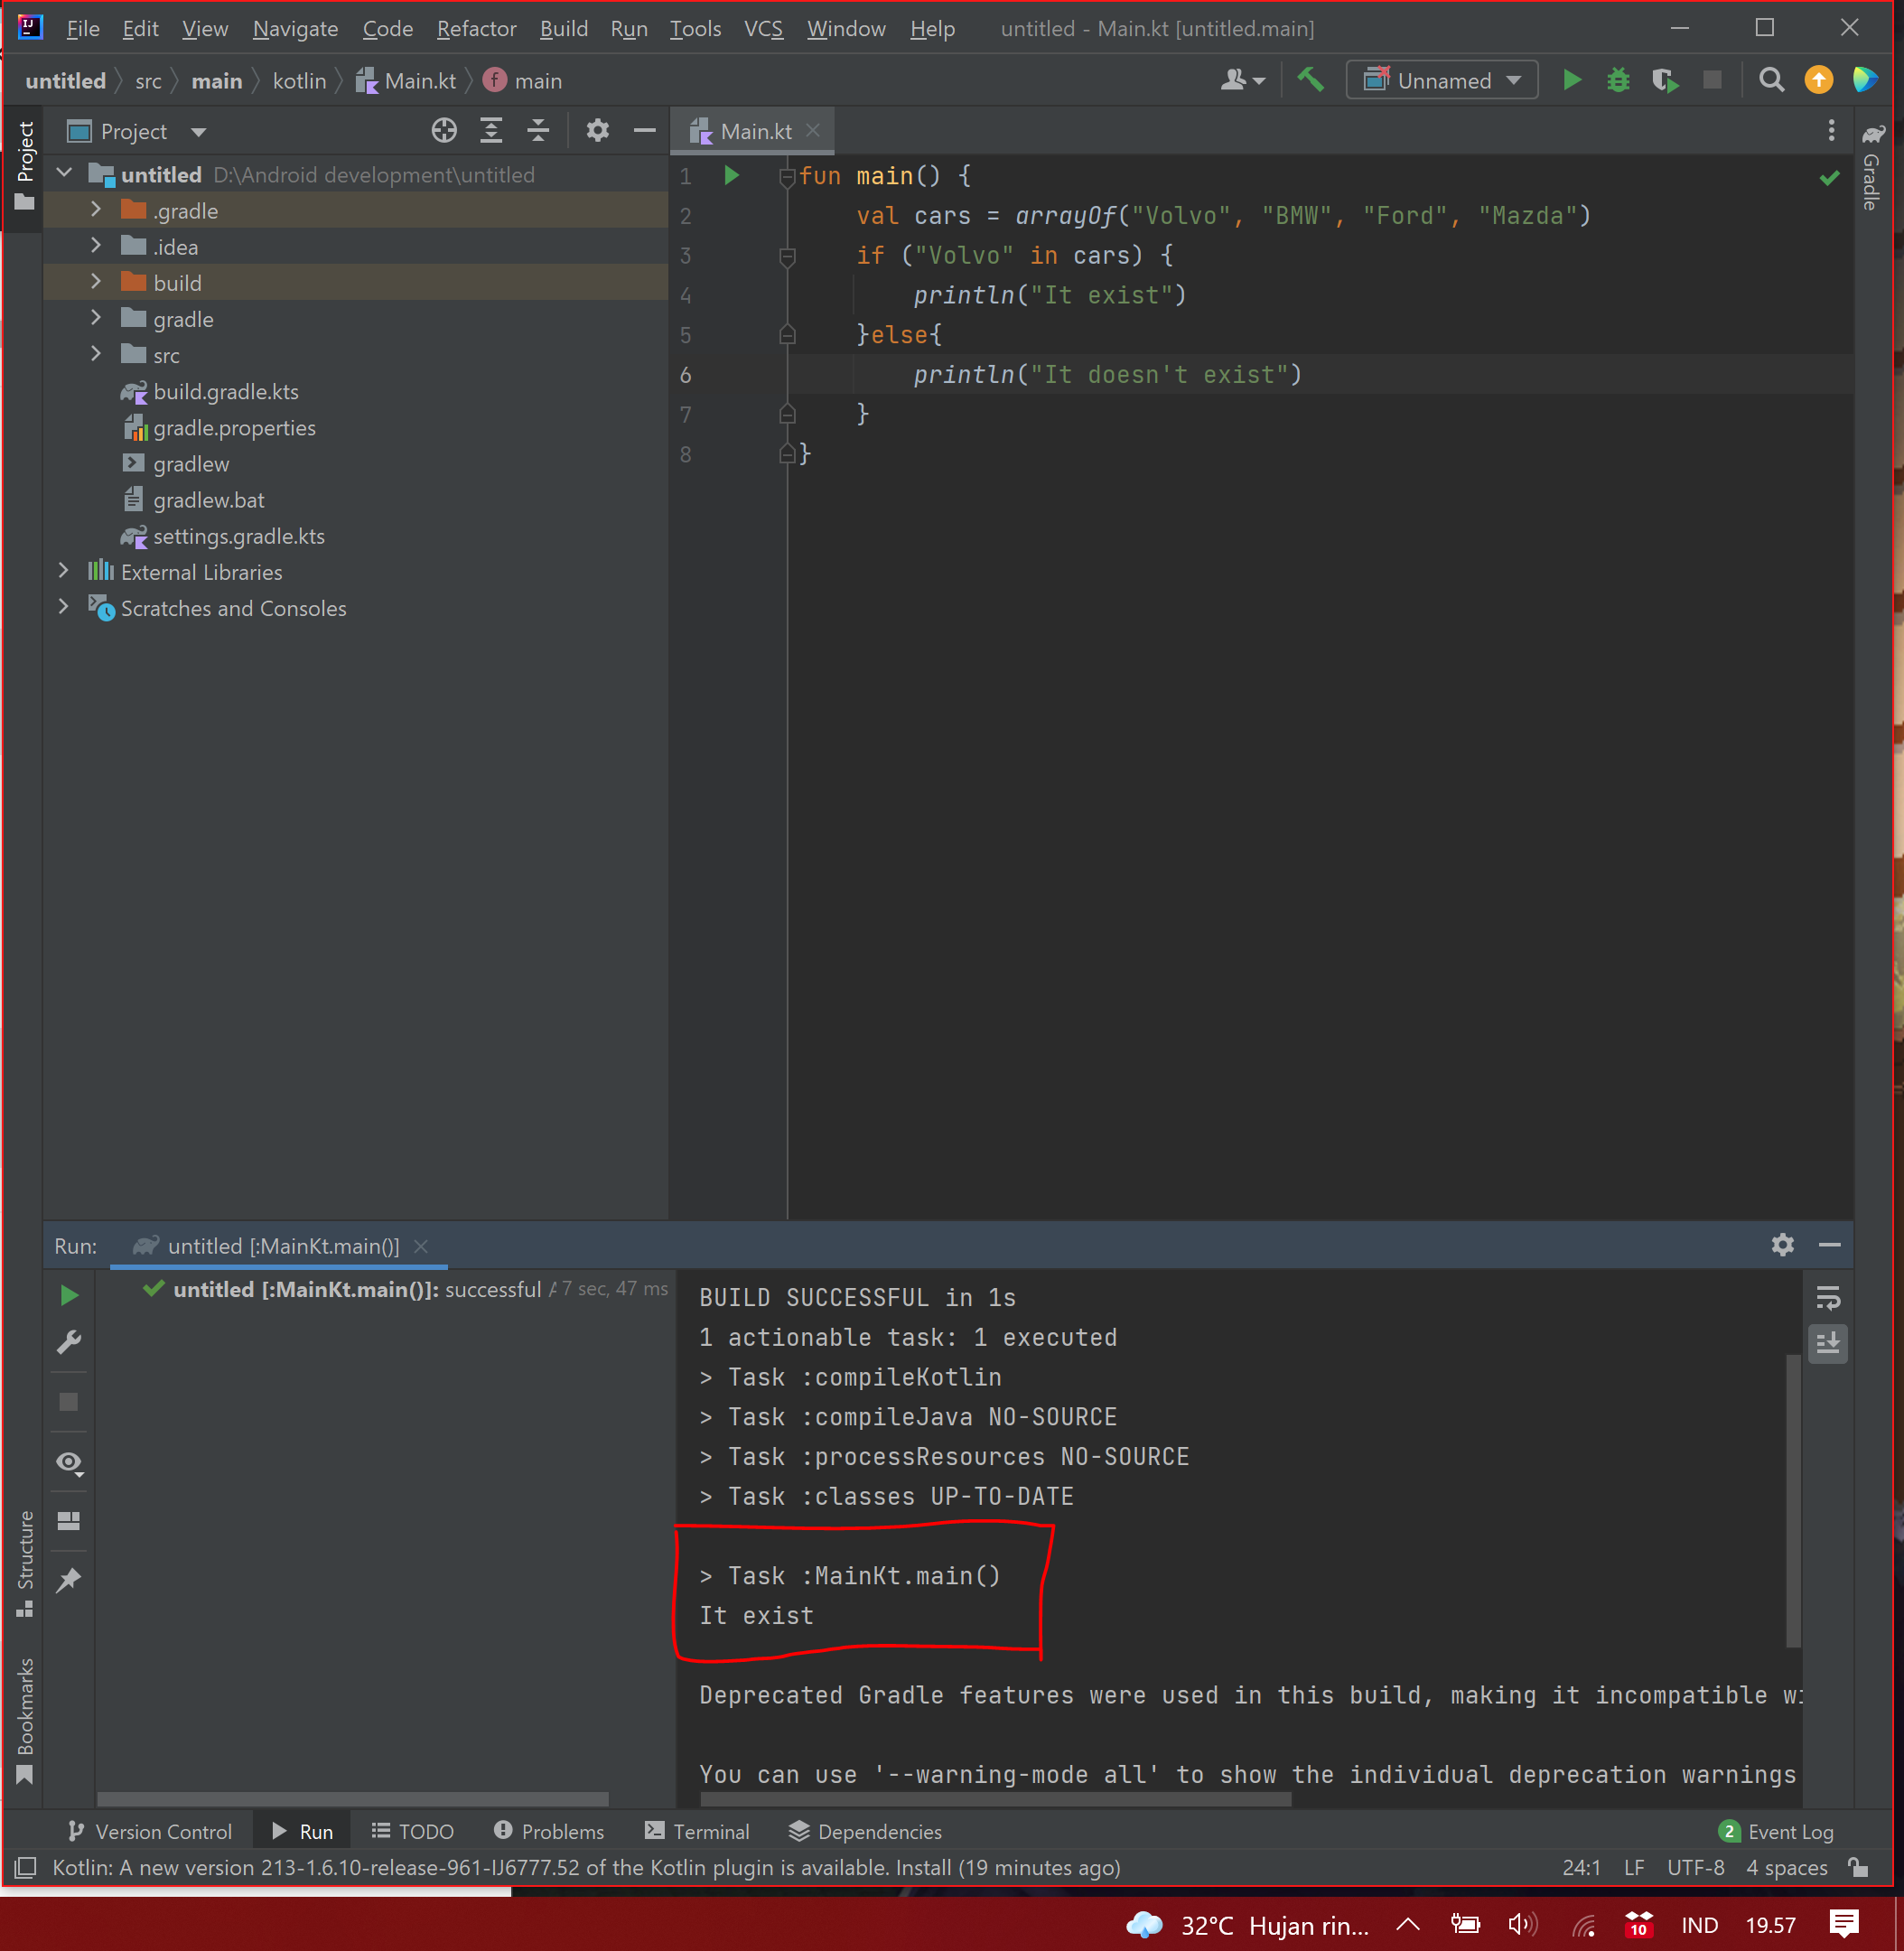 File Edit View Navigate Code Refactor Build Run Tools VCS Window Help untitled - Main.kt [untitled.main]
untitled src main kotlin Main.kt main Unnamed
Project
Project Main.kt
Gradle
untitled D:\Android development\untitled
.gradle
.idea
build
gradle
src
build.gradle.kts
gradle.properties
gradlew
gradlew.bat
settings.gradle.kts
External Libraries
Scratches and Consoles
1 fun main() {
2 val cars = arrayOf("Volvo", "BMW", "Ford", "Mazda")
3 if ("Volvo" in cars) {
4 println("It exist")
5 }else{
6 println("It doesn't exist")
7 }
8 }
Run: untitled [:MainKt.main()]
untitled [:MainKt.main()]: successful 7 sec, 47 ms
BUILD SUCCESSFUL in 1s
1 actionable task: 1 executed
> Task :compileKotlin
> Task :compileJava NO-SOURCE
> Task :processResources NO-SOURCE
> Task :classes UP-TO-DATE
> Task :MainKt.main()
It exist
Deprecated Gradle features were used in this build, making it incompatible
You can use '--warning-mode all' to show the individual deprecation warnings
Structure
Bookmarks
Version Control Run TODO Problems Terminal Dependencies 2 Event Log
Kotlin: A new version 213-1.6.10-release-961-IJ6777.52 of the Kotlin plugin is available. Install (19 minutes ago) 24:1 LF UTF-8 4 spaces
32°C Hujan rin... 10 IND 19.57